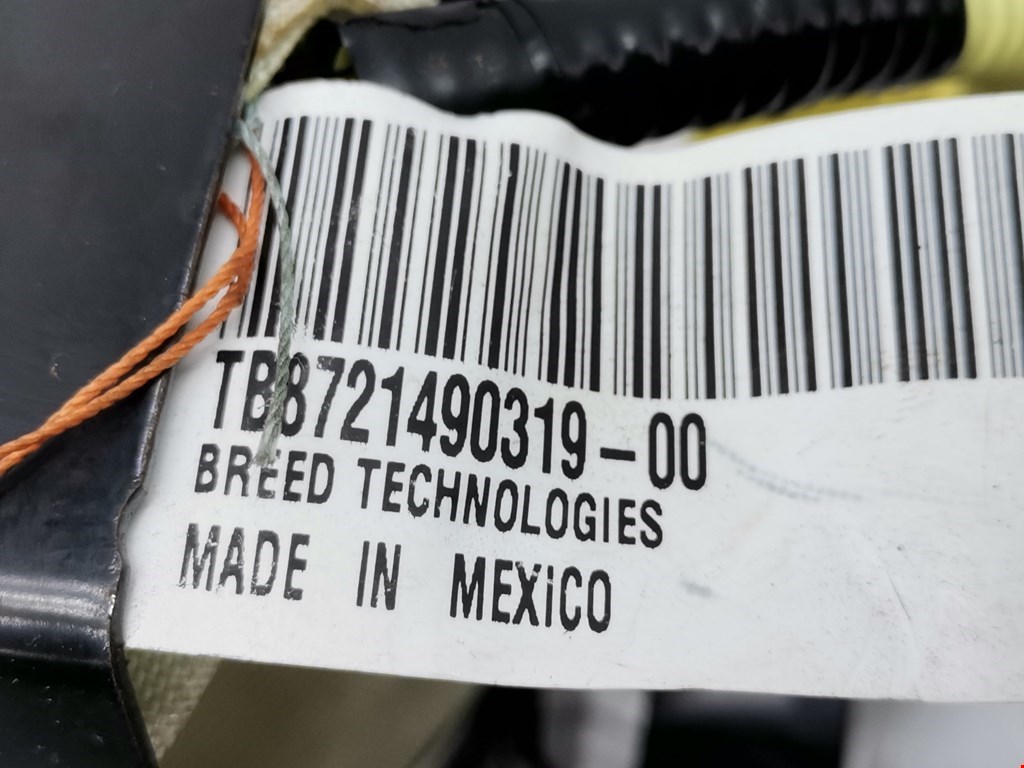 TB8721490319-00
BREED TECHNOLOGIES
MADE IN MEXiCO